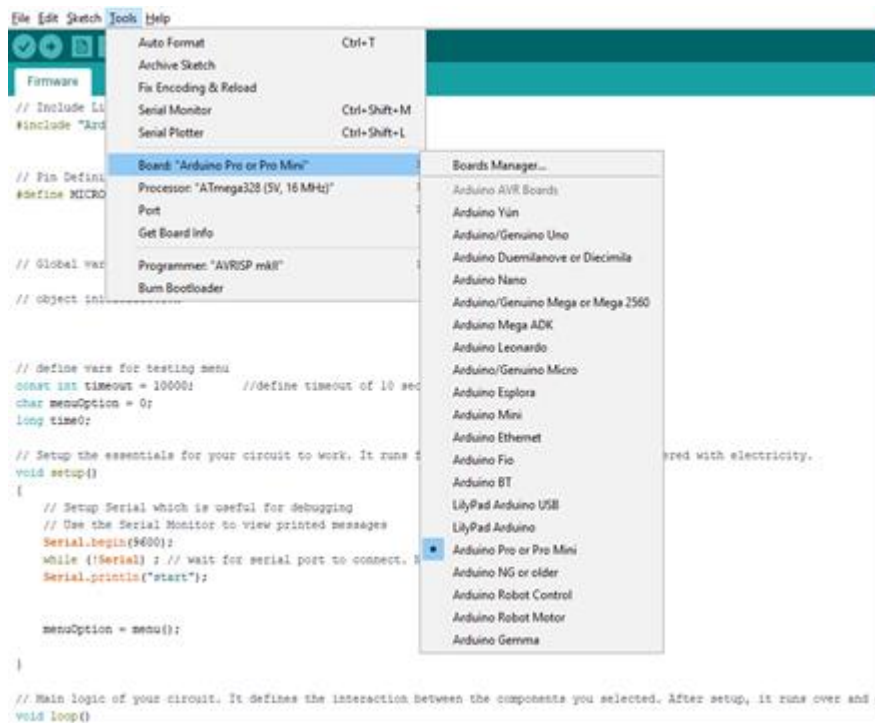 File Edit Sketch Tools Help
Auto Format Ctrl+T
Archive Sketch
Fix Encoding & Reload
Serial Monitor Ctrl+Shift+M
Serial Plotter Ctrl+Shift+L
Board: "Arduino Pro or Pro Mini"
Processor: "ATmega328 (5V, 16 MHz)"
Port
Get Board Info
Programmer: "AVRISP mkII"
Burn Bootloader
Boards Manager...
Arduino AVR Boards
Arduino Yún
Arduino/Genuino Uno
Arduino Duemilanove or Diecimila
Arduino Nano
Arduino/Genuino Mega or Mega 2560
Arduino Mega ADK
Arduino Leonardo
Arduino/Genuino Micro
Arduino Esplora
Arduino Mini
Arduino Ethernet
Arduino Fio
Arduino BT
LilyPad Arduino USB
LilyPad Arduino
Arduino Pro or Pro Mini
Arduino NG or older
Arduino Robot Control
Arduino Robot Motor
Arduino Gemma
Firmware
// Include Li
#include "Ard
// Pin Defini
#define MICRO
// Global var
// object
// define vars for testing menu
const int timeout = 10000; //define timeout of 10 sec
char menuOption = 0;
long time0;
// Setup the essentials for your circuit to work. It runs ered with electricity.
void setup()
{
// Setup Serial which is useful for debugging
// Use the Serial Monitor to view printed messages
Serial.begin(9600);
while (!Serial) ; // wait for serial port to connect.
Serial.println("start");
menuOption = menu();
}
// Main logic of your circuit. It defines the interaction between the components you selected. After setup, it runs over and
void loop()